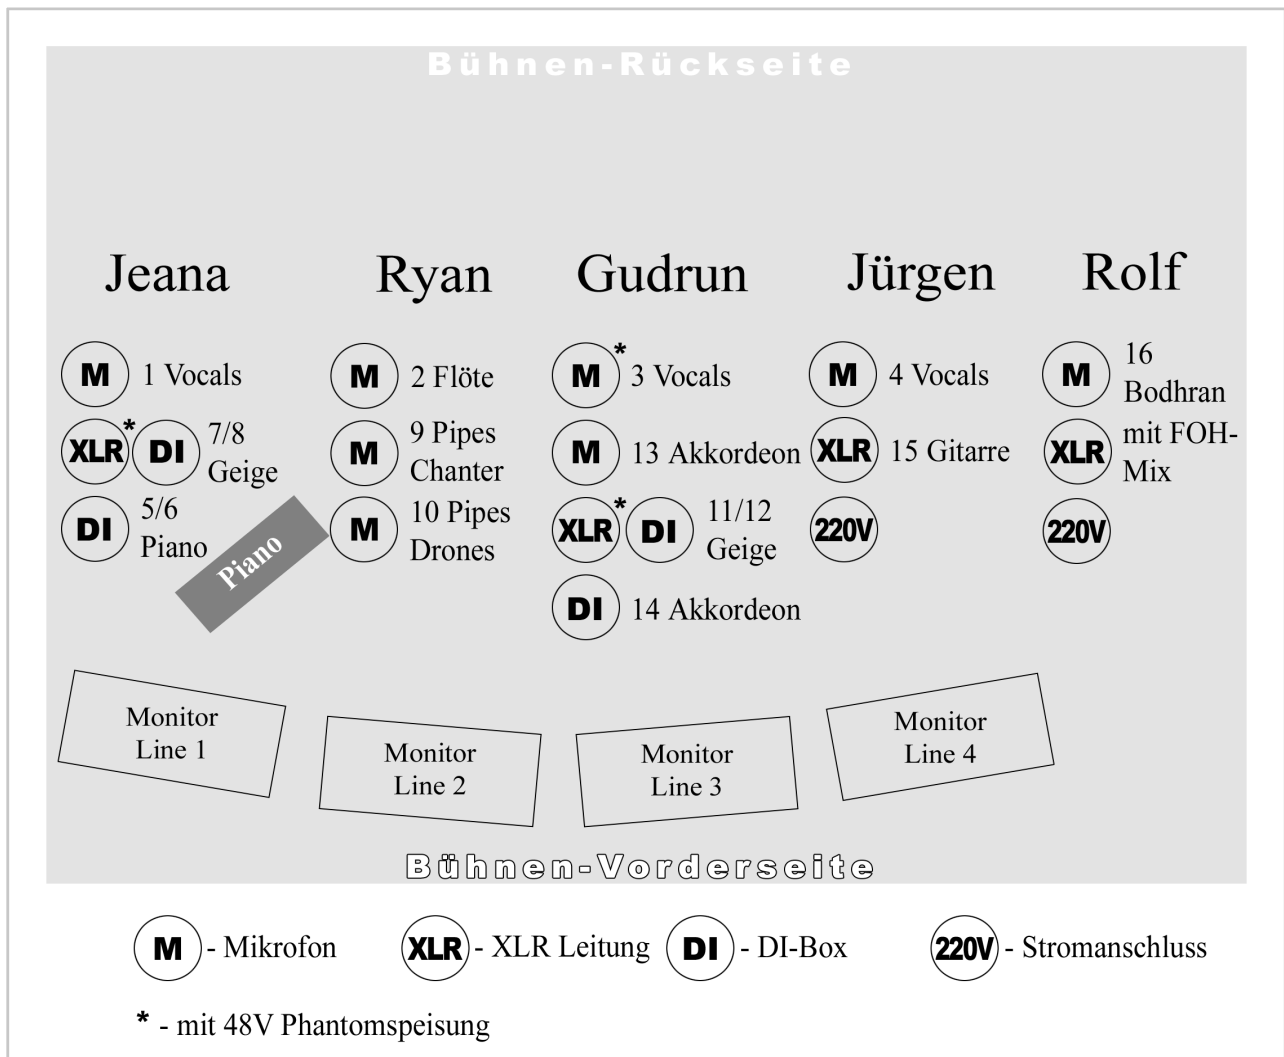 Bühnen-Rückseite
Jeana
Ryan
Gudrun
Jürgen
Rolf
M 1 Vocals
XLR * DI 7/8
Geige
DI 5/6
Piano
Piano
M 2 Flöte
M 9 Pipes
Chanter
M 10 Pipes
Drones
M * 3 Vocals
M 13 Akkordeon
XLR * DI 11/12
Geige
DI 14 Akkordeon
M 4 Vocals
XLR 15 Gitarre
220V
M 16
Bodhran
XLR mit FOH-
Mix
220V
Monitor
Line 1
Monitor
Line 2
Monitor
Line 3
Monitor
Line 4
Bühnen-Vorderseite
M - Mikrofon
XLR - XLR Leitung
DI - DI-Box
220V - Stromanschluss
* - mit 48V Phantomspeisung